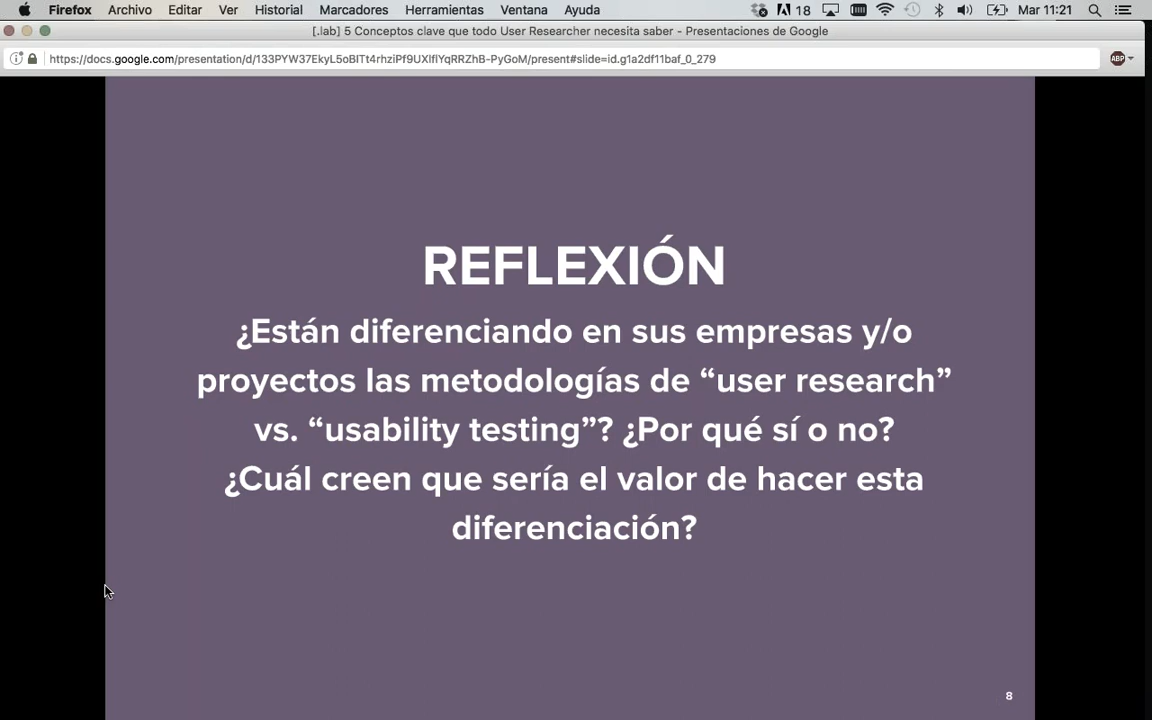 Firefox Archivo Editar Ver Historial Marcadores Herramientas Ventana Ayuda 18 Mar 11:21
[.lab] 5 Conceptos clave que todo User Researcher necesita saber - Presentaciones de Google
https://docs.google.com/presentation/d/133PYW37EkyL5oBITt4rhziPf9UXIflYqRRZhB-PyGoM/present#slide=id.g1a2df11baf_0_279 ABP
REFLEXIÓN
¿Están diferenciando en sus empresas y/o
proyectos las metodologías de “user research”
vs. “usability testing”? ¿Por qué sí o no?
¿Cuál creen que sería el valor de hacer esta
diferenciación?
8